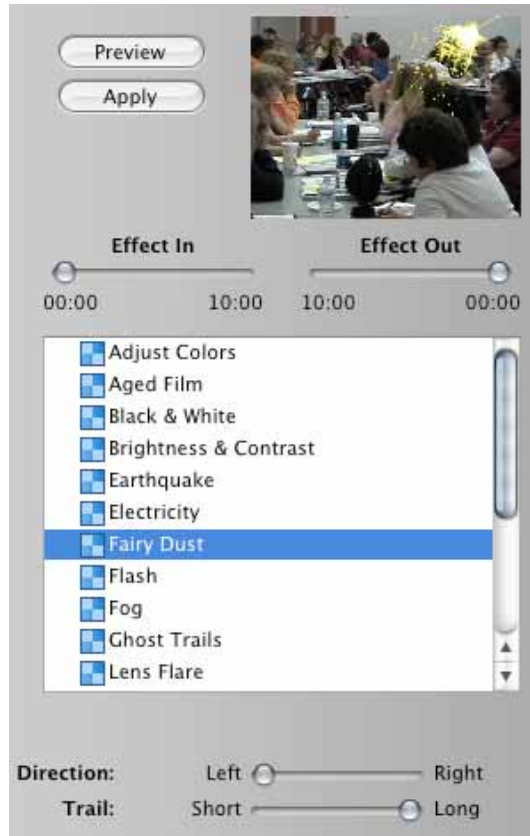 Preview
Apply
Effect In Effect Out
00:00 10:00 10:00 00:00
Adjust Colors
Aged Film
Black & White
Brightness & Contrast
Earthquake
Electricity
Fairy Dust
Flash
Fog
Ghost Trails
Lens Flare
Direction: Left Right
Trail: Short Long